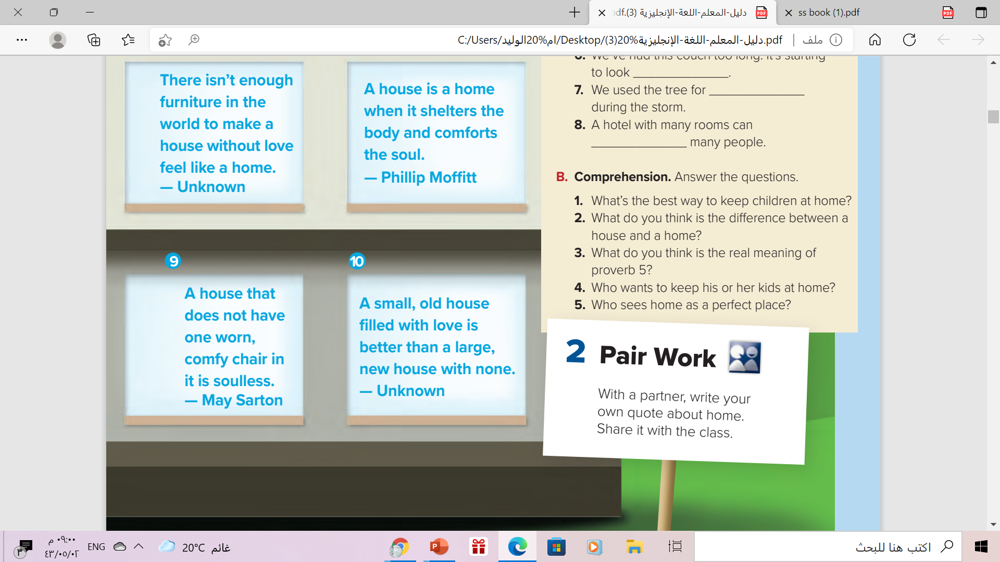 دليل-المعلم-اللغة-الإنجليزية (3).pdf
ss book (1).pdf
C:/Users/ام%20الوليد/Desktop/دليل-المعلم-اللغة-الإنجليزية%20(3).pdf
ملف
There isn't enough
furniture in the
world to make a
house without love
feel like a home.
— Unknown
A house is a home
when it shelters the
body and comforts
the soul.
— Phillip Moffitt
9
A house that
does not have
one worn,
comfy chair in
it is soulless.
— May Sarton
10
A small, old house
filled with love is
better than a large,
new house with none.
— Unknown
6. We've had this couch too long. It's starting
to look ______________.
7. We used the tree for ______________
during the storm.
8. A hotel with many rooms can
______________ many people.
B. Comprehension. Answer the questions.
1. What's the best way to keep children at home?
2. What do you think is the difference between a
house and a home?
3. What do you think is the real meaning of
proverb 5?
4. Who wants to keep his or her kids at home?
5. Who sees home as a perfect place?
2 Pair Work
With a partner, write your
own quote about home.
Share it with the class.
٠٩:٠٠ م
٤٣/٠٥/٠٢
٣
ENG
20°C غائم
اكتب هنا للبحث